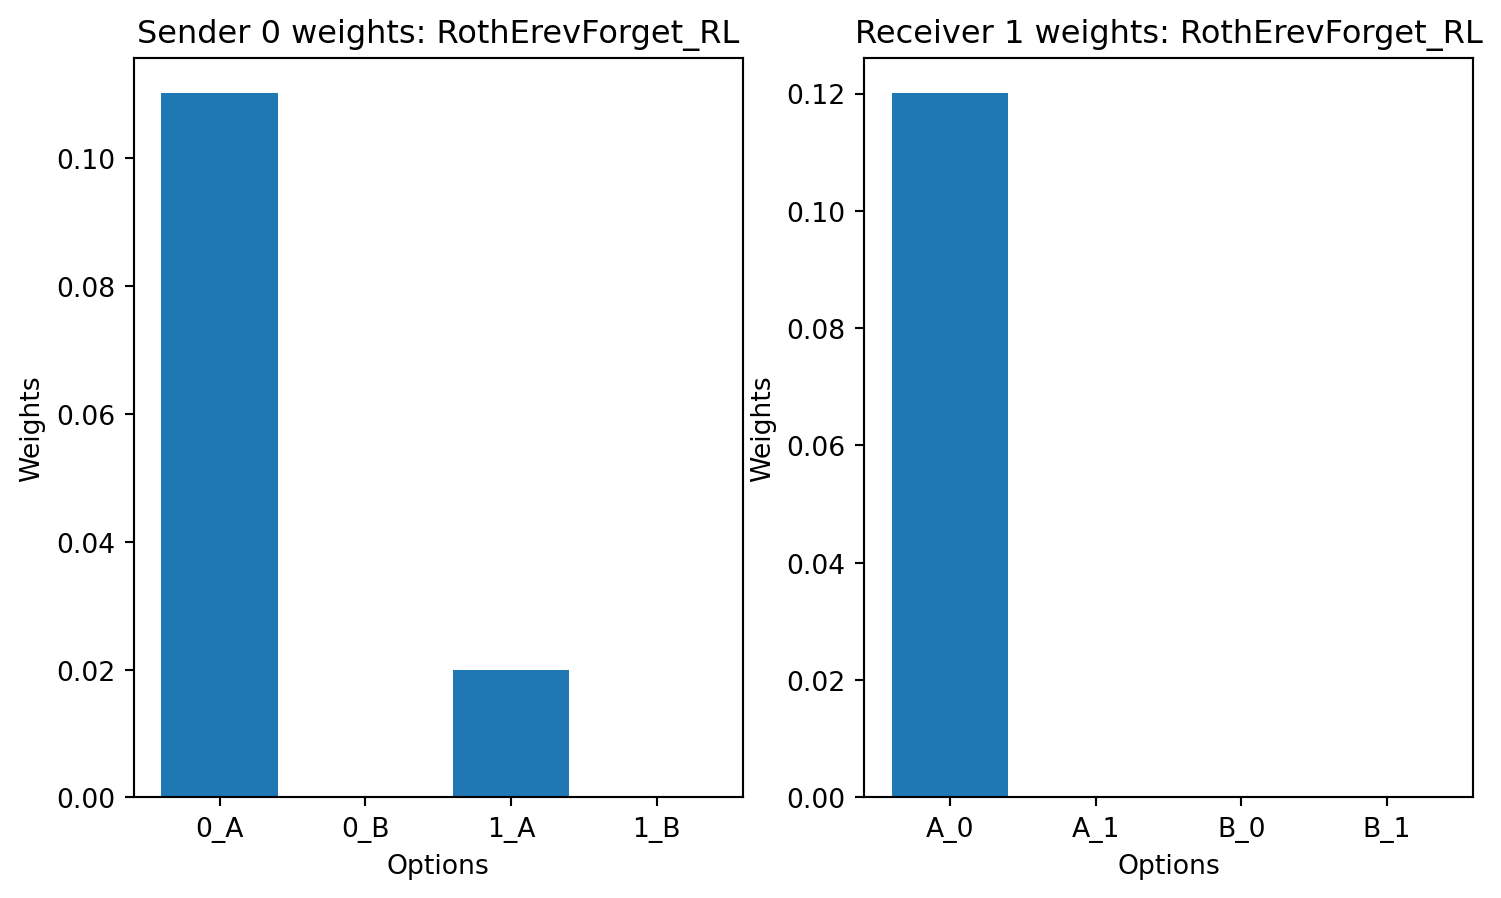 Sender 0 weights: RothErevForget_RL
Weights
0.10
0.08
0.06
0.04
0.02
0.00
0_A 0_B 1_A 1_B
Options
Receiver 1 weights: RothErevForget_RL
Weights
0.12
0.10
0.08
0.06
0.04
0.02
0.00
A_0 A_1 B_0 B_1
Options